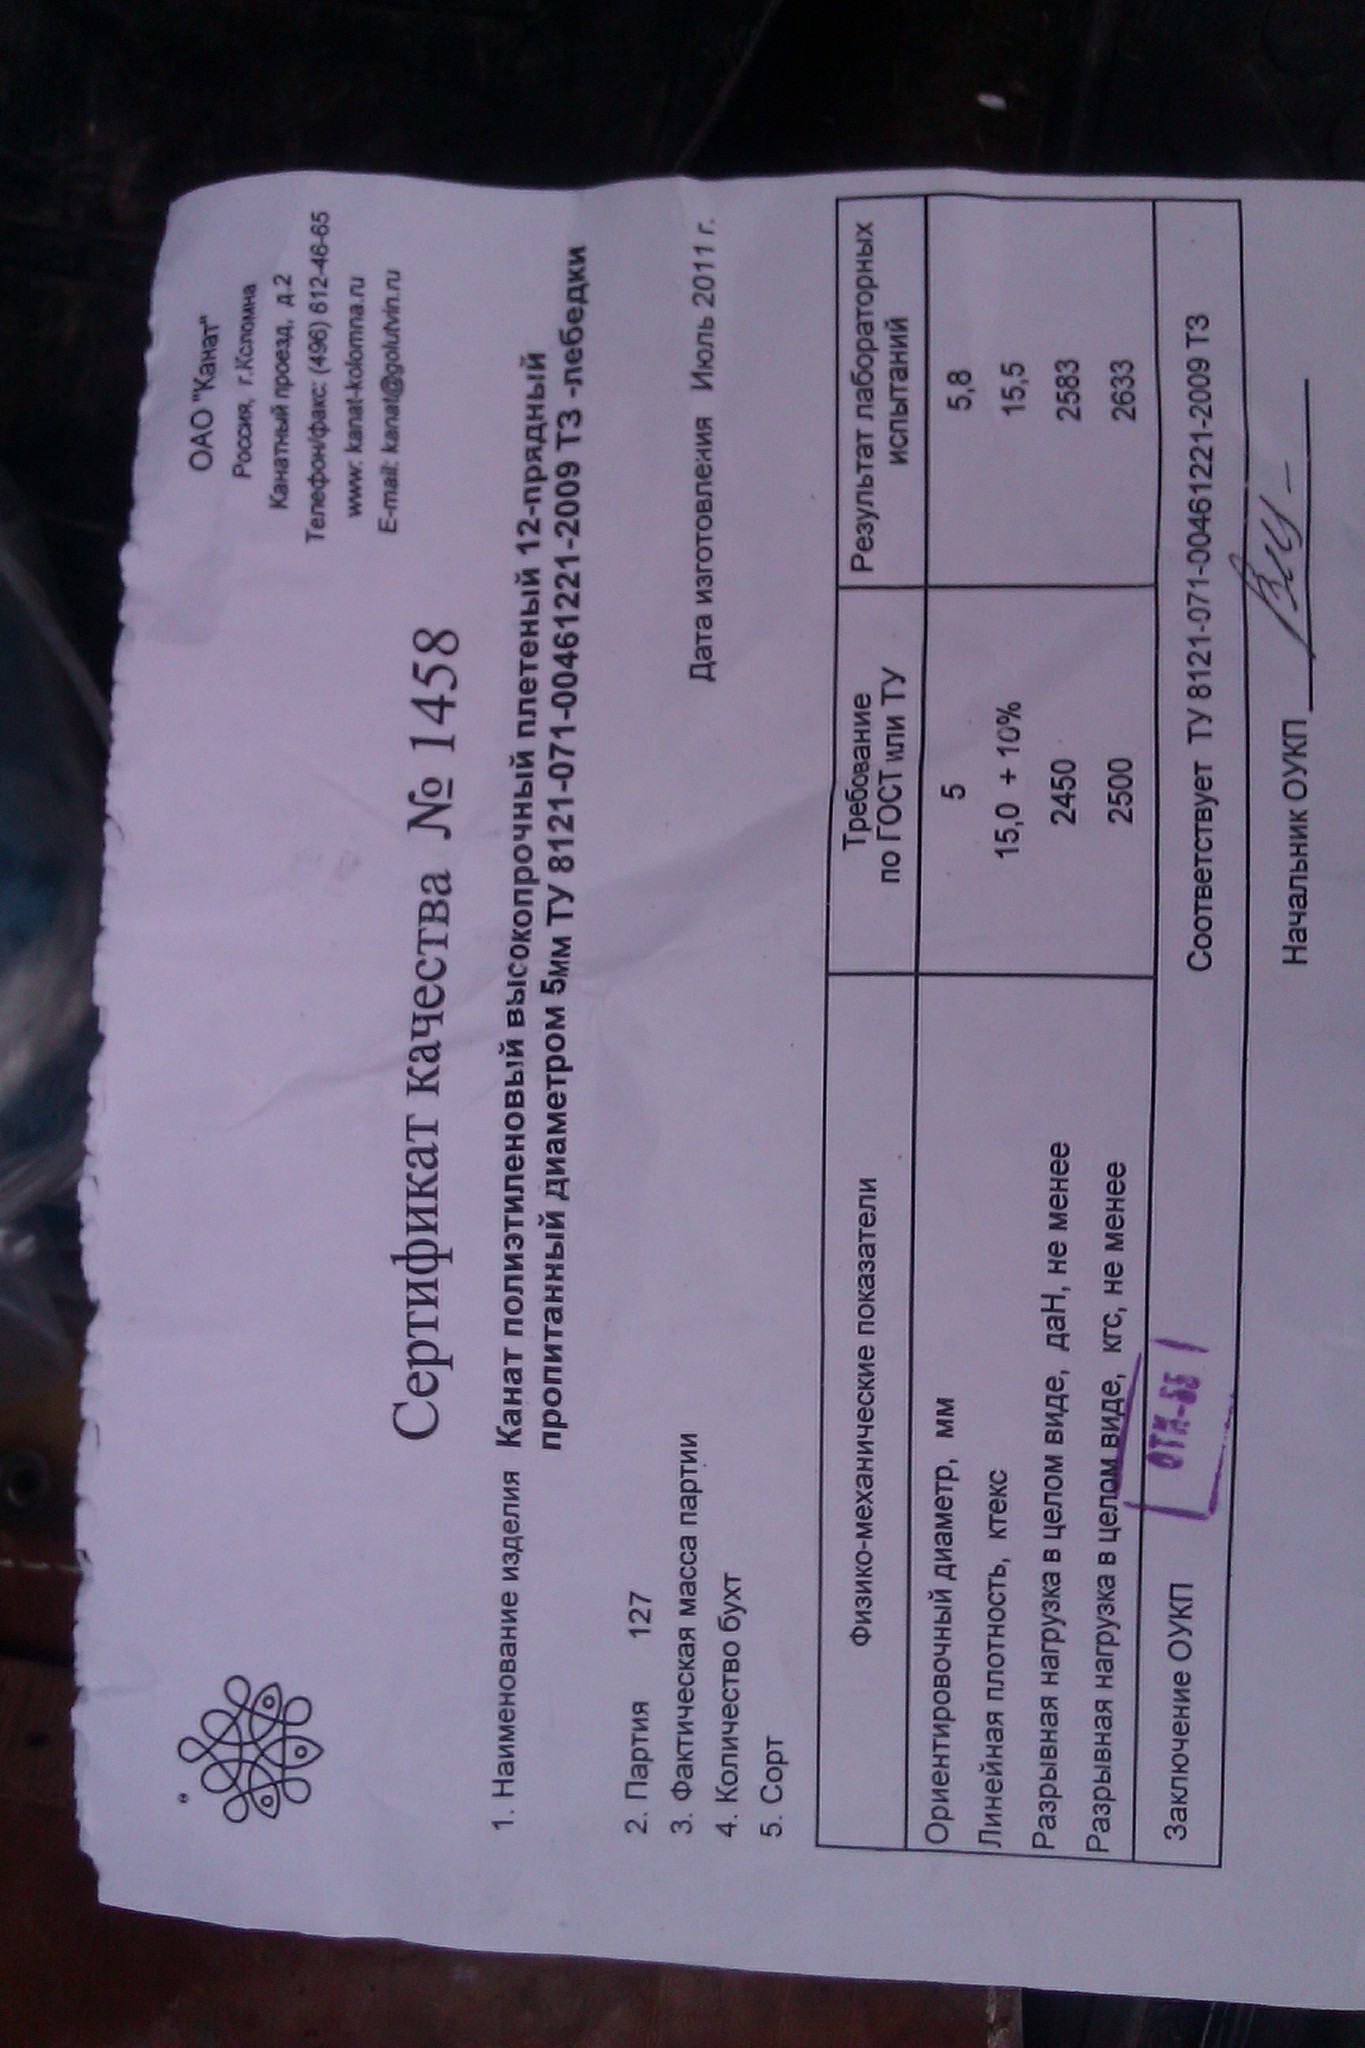 ОАО "Канат"
Россия, г.Коломна
Канатный проезд, д.2
Телефон/факс: (496) 612-46-65
www: kanat-kolomna.ru
E-mail: kanat@golutvin.ru
Сертификат качества № 1458
1. Наименование изделия Канат полиэтиленовый высокопрочный плетеный 12-прядный
пропитанный диаметром 5мм ТУ 8121-071-00461221-2009 ТЗ -лебедки
2. Партия 127
Дата изготовления Июль 2011 г.
3. Фактическая масса партии
4. Количество бухт
5. Сорт
Физико-механические показатели
Требование
по ГОСТ или ТУ
Результат лабораторных
испытаний
Ориентировочный диаметр, мм 5 5,8
Линейная плотность, ктекс 15,0 + 10% 15,5
Разрывная нагрузка в целом виде, даН, не менее 2450 2583
Разрывная нагрузка в целом виде, кгс, не менее 2500 2633
Заключение ОУКП Соответствует ТУ 8121-071-00461221-2009 ТЗ
Начальник ОУКП